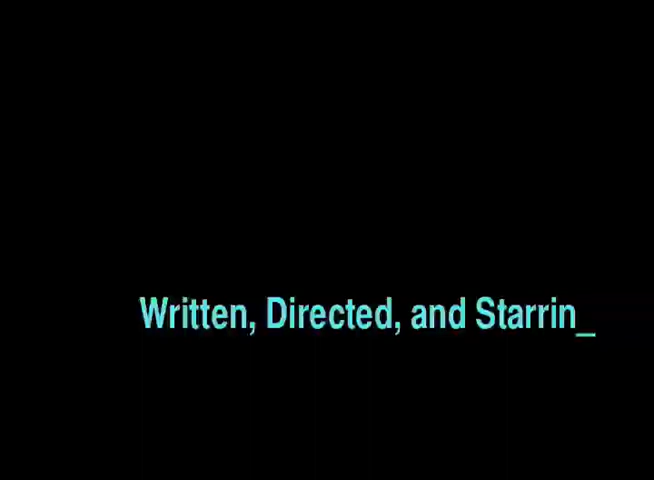 Written, Directed, and Starrin_